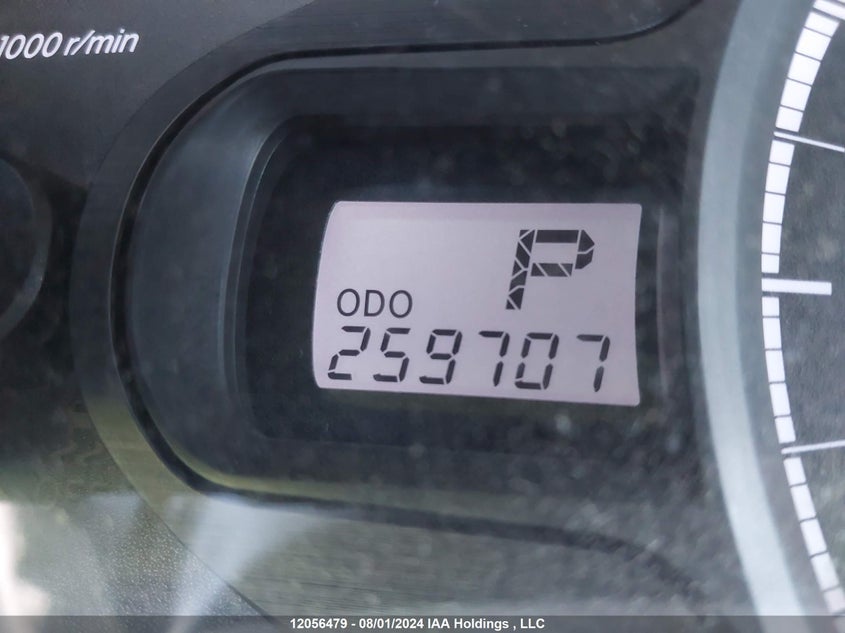 1000 r/min
P
ODO
259707
12056479 - 08/01/2024 IAA Holdings , LLC